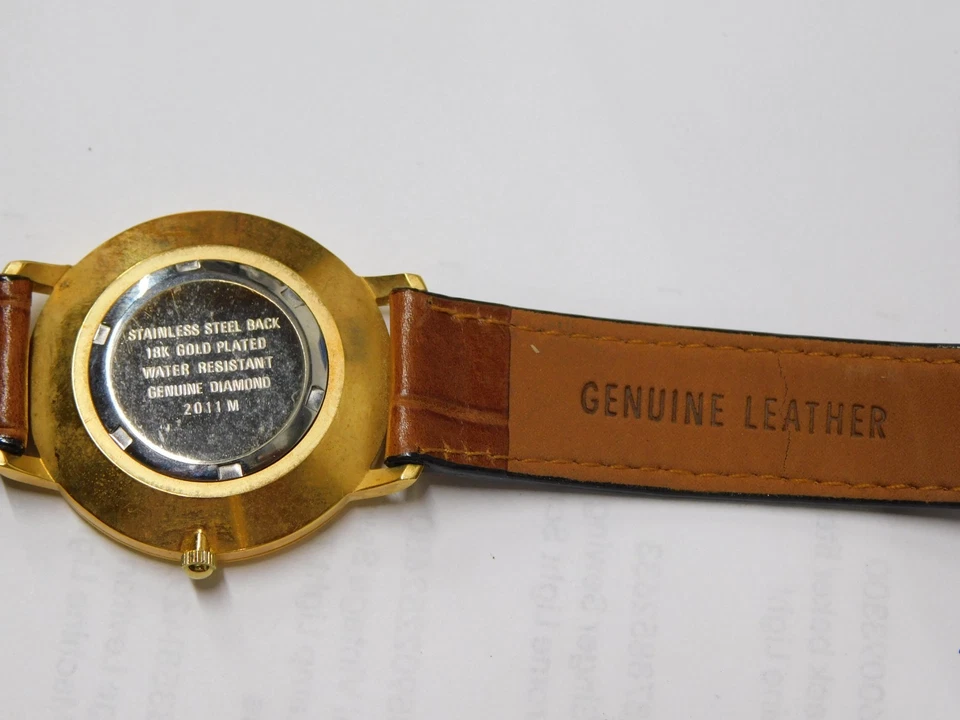 STAINLESS STEEL BACK
18K GOLD PLATED
WATER RESISTANT
GENUINE DIAMOND
2011 M
GENUINE LEATHER